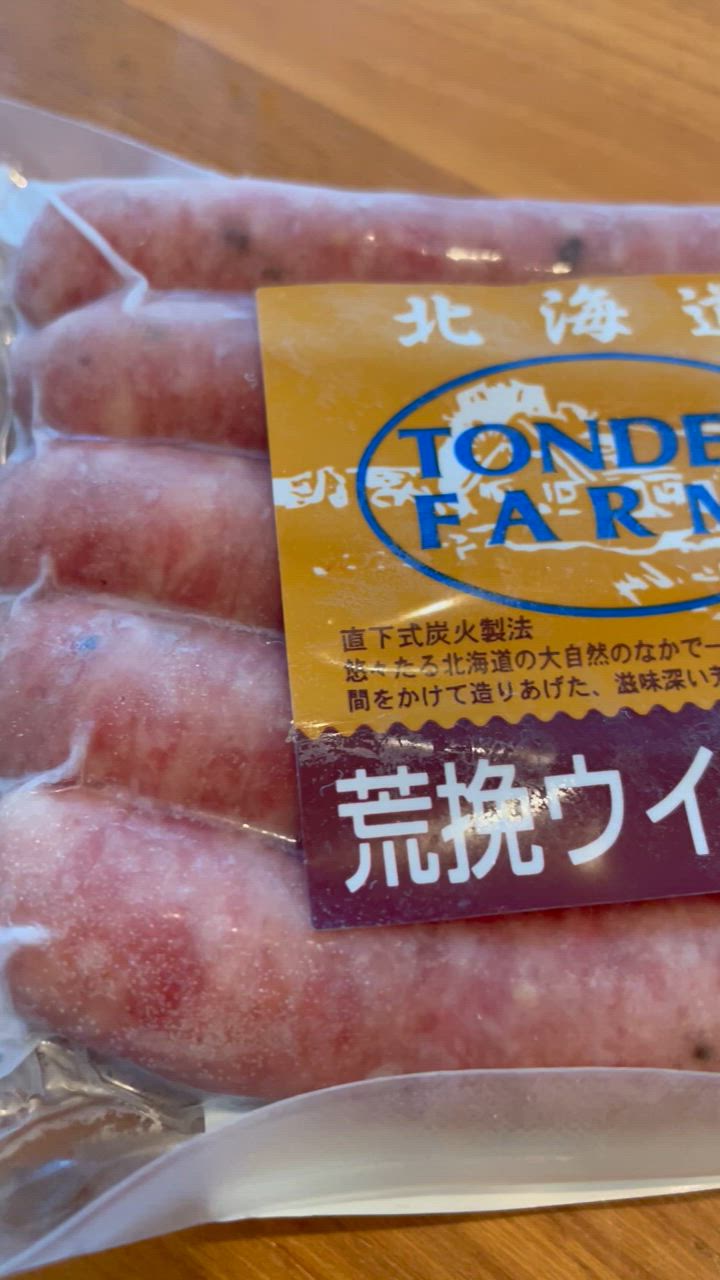 北海道
TONDE
FARM
直下式炭火製法
悠々たる北海道の大自然のなかで一
間をかけて造りあげた、滋味深い
荒挽ウイ